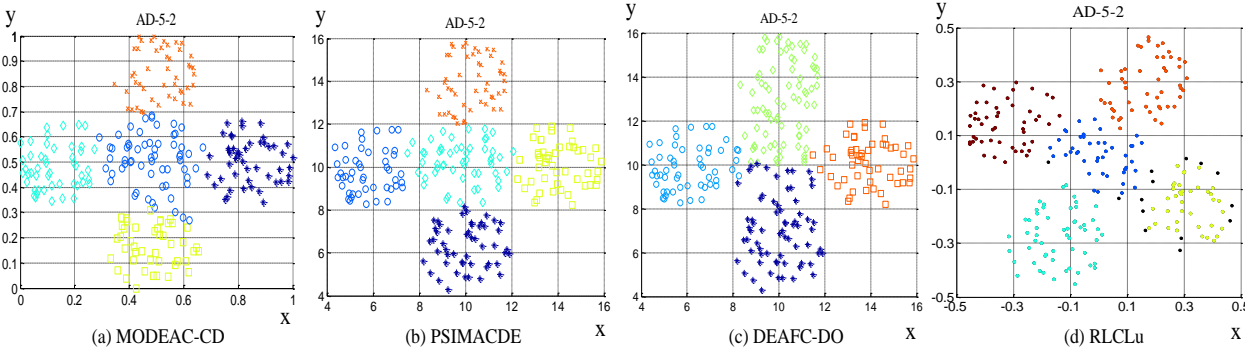 y
AD-5-2
1
0.9
0.8
0.7
0.6
0.5
0.4
0.3
0.2
0.1
0
0 0.2 0.4 0.6 0.8 1
x
(a) MODEAC-CD
y
AD-5-2
16
14
12
10
8
6
4
4 6 8 10 12 14 16
x
(b) PSIMACDE
y
AD-5-2
16
14
12
10
8
6
4
4 6 8 10 12 14 16
x
(c) DEAFC-DO
y
AD-5-2
0.5
0.3
0.1
-0.1
-0.3
-0.5
-0.5 -0.3 -0.1 0.1 0.3 0.5
x
(d) RLCLu